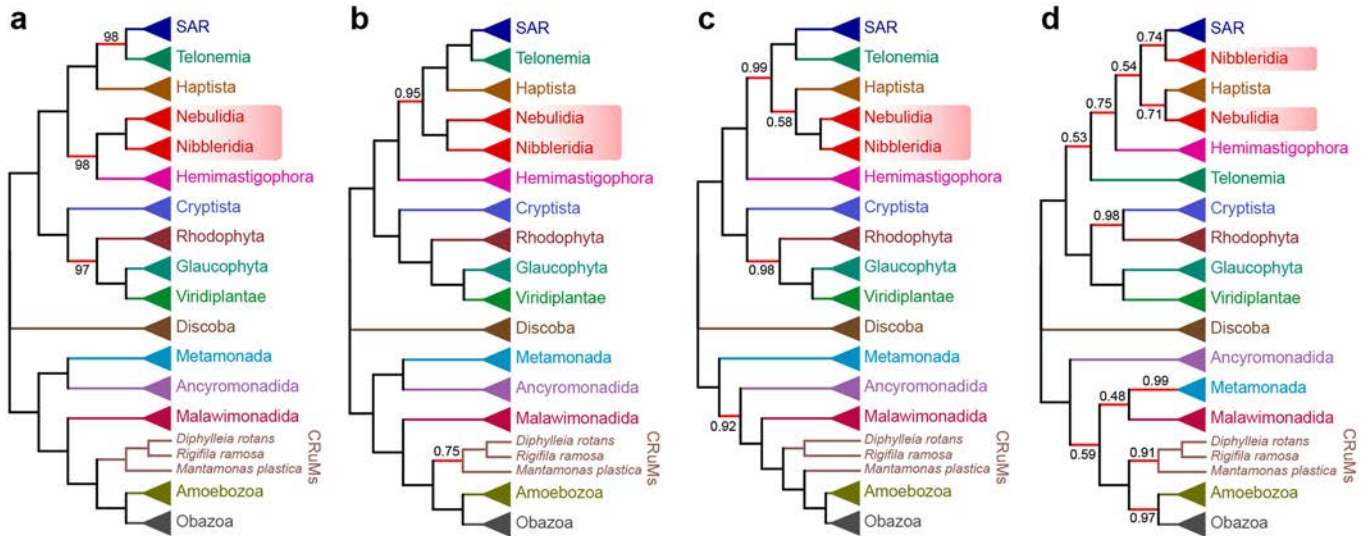 a
98
SAR
Telonemia
Haptista
Nebulidia
98
Nibbleridia
Hemimastigophora
Cryptista
Rhodophyta
97
Glaucophyta
Viridiplantae
Discoba
Metamonada
Ancyromonadida
Malawimonadida
Diphylleia rotans
Rigifila ramosa
Mantamonas plastica
CRuMs
Amoebozoa
Obazoa
b
SAR
Telonemia
0.95
Haptista
Nebulidia
Nibbleridia
Hemimastigophora
Cryptista
Rhodophyta
Glaucophyta
Viridiplantae
Discoba
Metamonada
Ancyromonadida
Malawimonadida
0.75
Diphylleia rotans
Rigifila ramosa
Mantamonas plastica
CRuMs
Amoebozoa
Obazoa
c
SAR
0.99
Telonemia
Haptista
0.58
Nebulidia
Nibbleridia
Hemimastigophora
Cryptista
Rhodophyta
0.98
Glaucophyta
Viridiplantae
Discoba
Metamonada
Ancyromonadida
0.92
Malawimonadida
Diphylleia rotans
Rigifila ramosa
Mantamonas plastica
CRuMs
Amoebozoa
Obazoa
d
0.74
SAR
0.54
Nibbleridia
Haptista
0.75
0.71
Nebulidia
0.53
Hemimastigophora
Telonemia
0.98
Cryptista
Rhodophyta
Glaucophyta
Viridiplantae
Discoba
Ancyromonadida
0.99
Metamonada
0.48
Malawimonadida
0.59
0.91
Diphylleia rotans
Rigifila ramosa
Mantamonas plastica
CRuMs
Amoebozoa
0.97
Obazoa